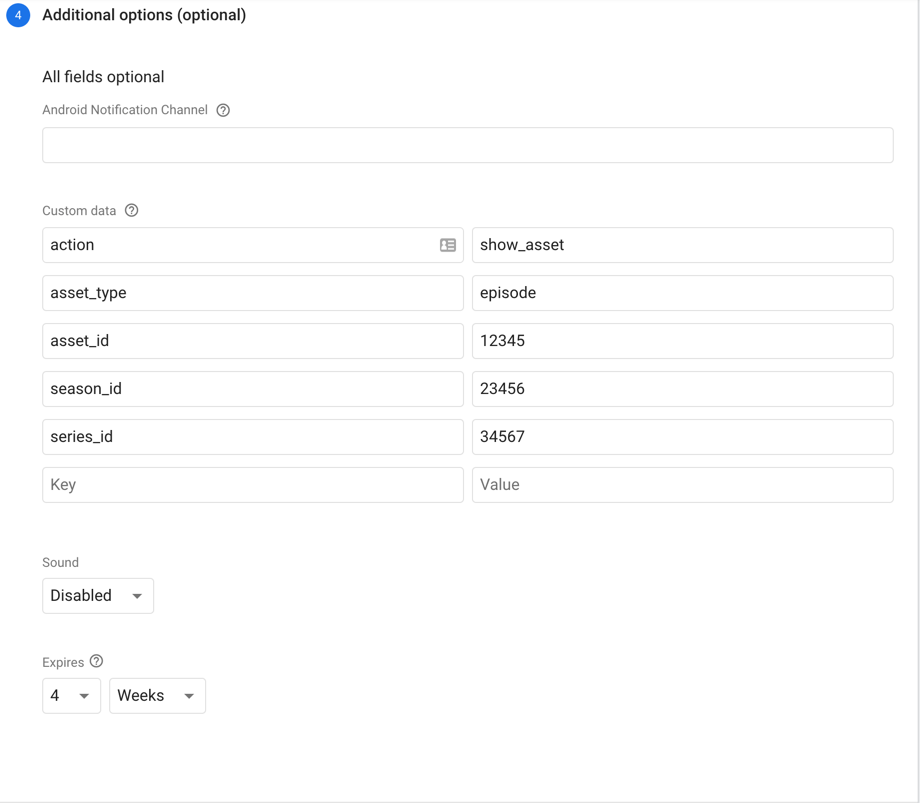 4 Additional options (optional)
All fields optional
Android Notification Channel ?
Custom data ?
action show_asset
asset_type episode
asset_id 12345
season_id 23456
series_id 34567
Key Value
Sound
Disabled
Expires ?
4 Weeks